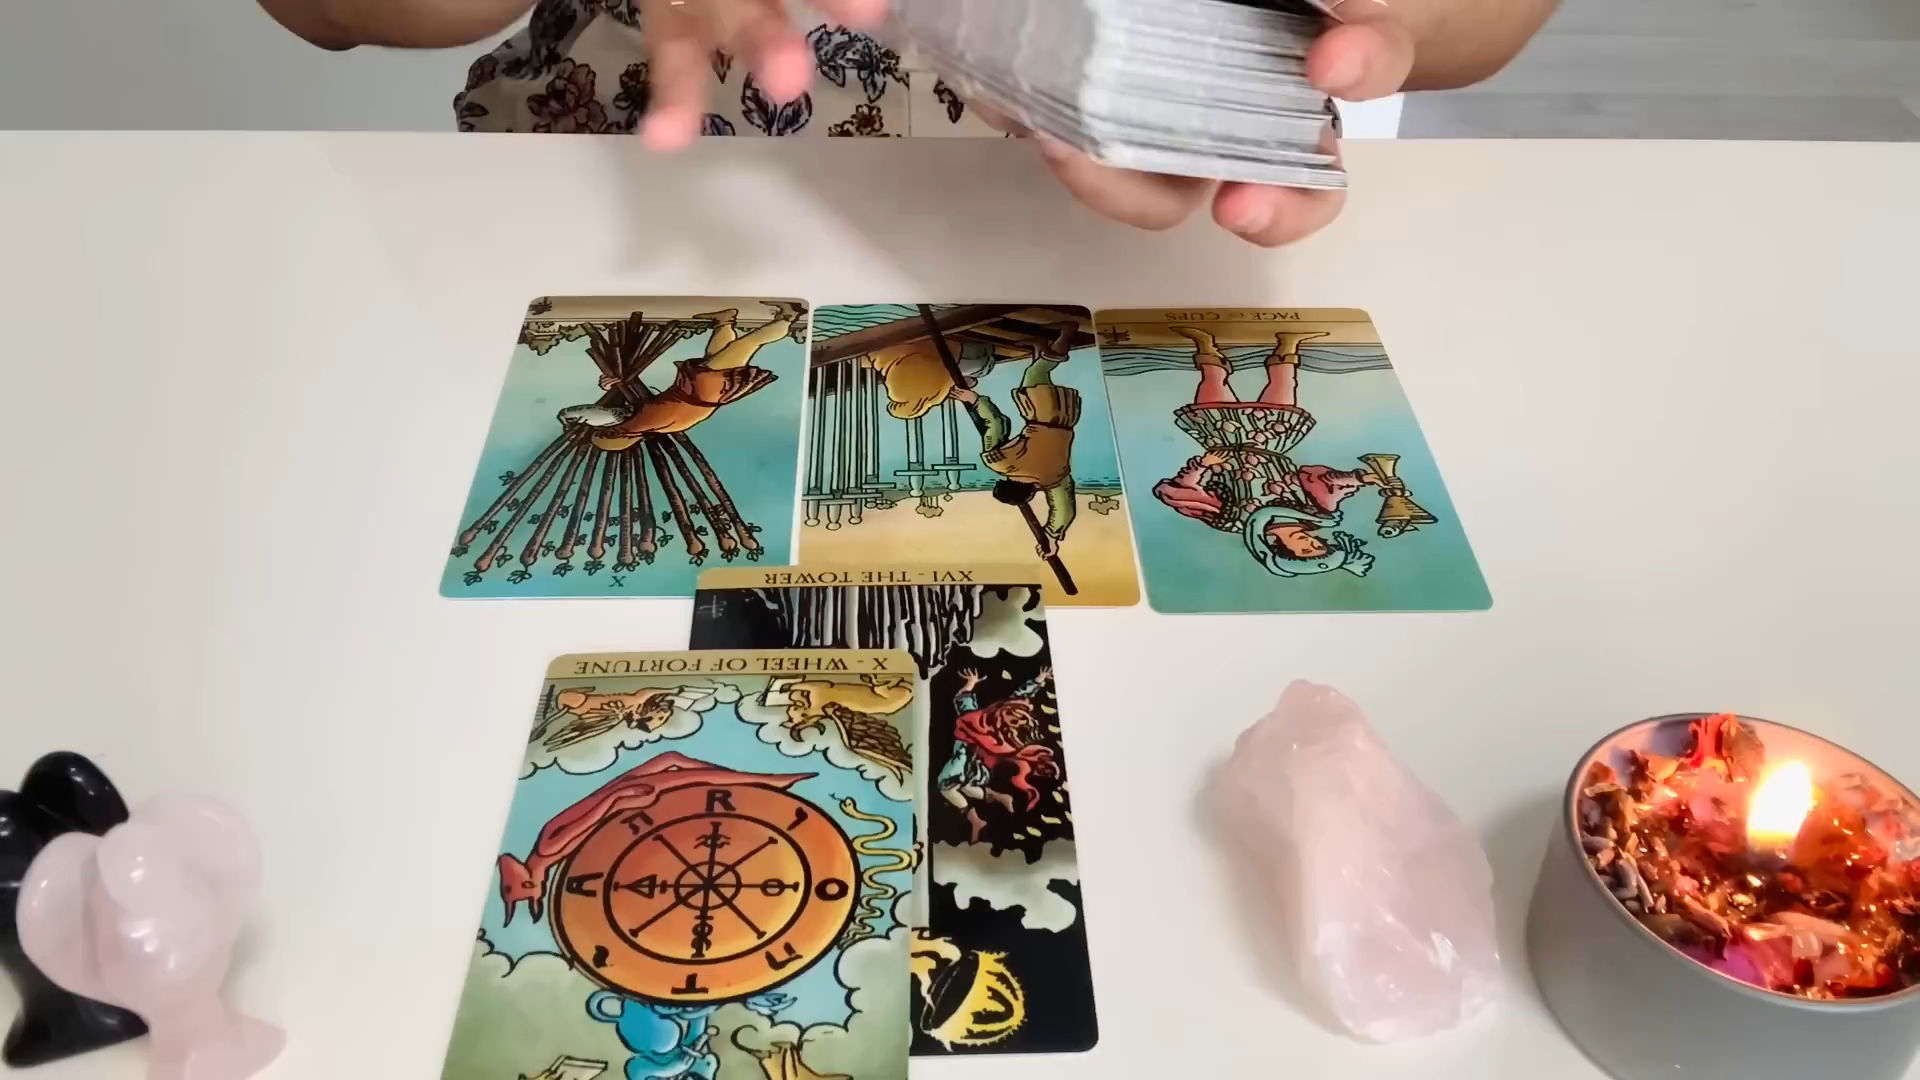 PAGE OF CUPS
X
XVI - THE TOWER
X - WHEEL OF FORTUNE
R
O
T
A